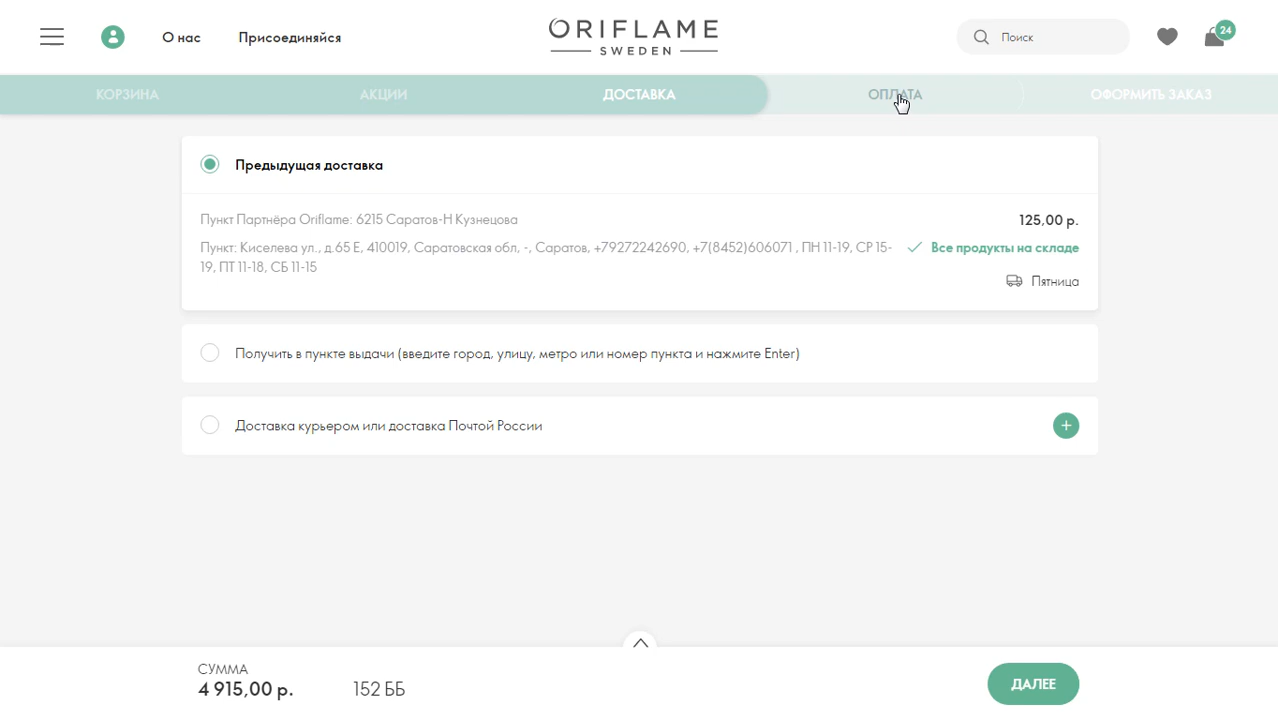 О нас
Присоединяйся
ORIFLAME
SWEDEN
Поиск
24
КОРЗИНА
АКЦИИ
ДОСТАВКА
ОПЛАТА
ОФОРМИТЬ ЗАКАЗ
Предыдущая доставка
Пункт Партнёра Oriflame: 6215 Саратов-Н Кузнецова
125,00 р.
Пункт: Киселева ул., д.65 Е, 410019, Саратовская обл, -, Саратов, +79272242690, +7(8452)606071 , ПН 11-19, СР 15-
19, ПТ 11-18, СБ 11-15
Все продукты на складе
Пятница
Получить в пункте выдачи (введите город, улицу, метро или номер пункта и нажмите Enter)
Доставка курьером или доставка Почтой России
СУММА
4 915,00 р.
152 ББ
ДАЛЕЕ